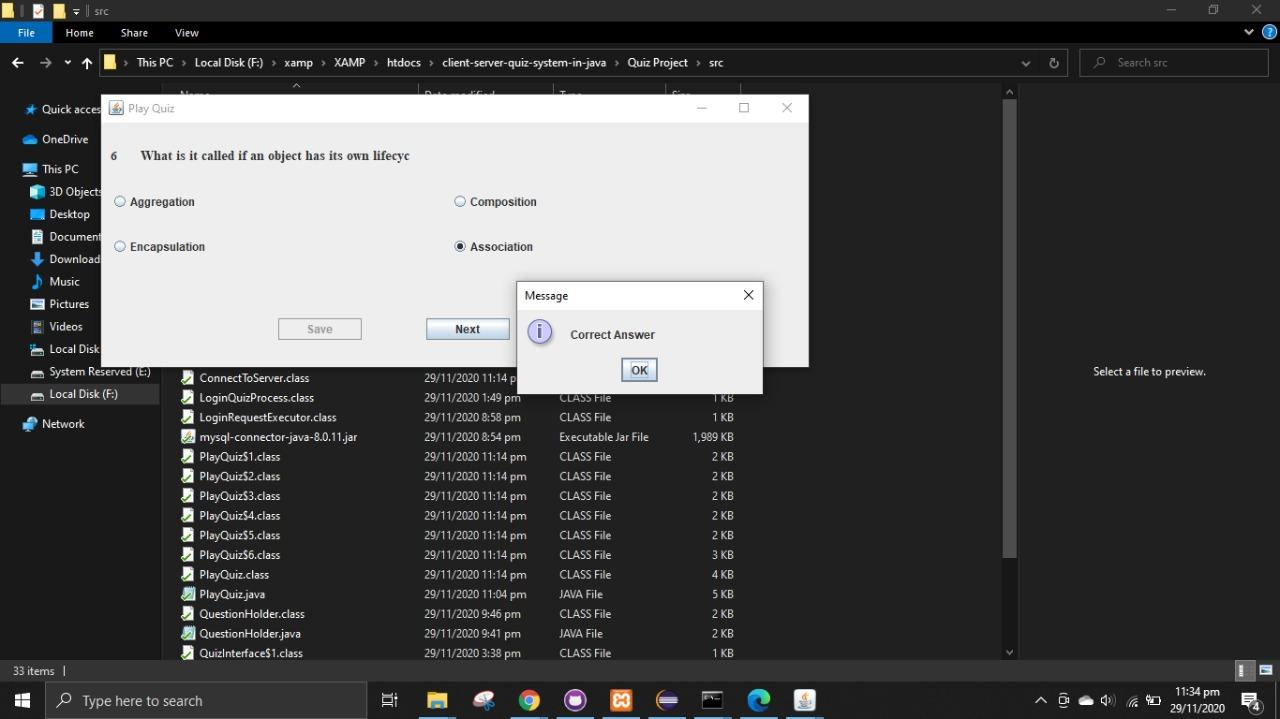 src
File Home Share View
This PC Local Disk (F:) xamp XAMP htdocs client-server-quiz-system-in-java Quiz Project src
Search src
Quick acces
OneDrive
This PC
3D Objects
Desktop
Document
Download
Music
Pictures
Videos
Local Disk
System Reserved (E:)
Local Disk (F:)
Network
Name Date modified Type Size
Play Quiz
6 What is it called if an object has its own lifecyc
Aggregation Composition
Encapsulation Association
Save Next
Message
Correct Answer
OK
ConnectToServer.class 29/11/2020 11:14 p
LoginQuizProcess.class 29/11/2020 1:49 pm CLASS File 1 KB
LoginRequestExecutor.class 29/11/2020 8:58 pm CLASS File 1 KB
mysql-connector-java-8.0.11.jar 29/11/2020 8:54 pm Executable Jar File 1,989 KB
PlayQuiz$1.class 29/11/2020 11:14 pm CLASS File 2 KB
PlayQuiz$2.class 29/11/2020 11:14 pm CLASS File 2 KB
PlayQuiz$3.class 29/11/2020 11:14 pm CLASS File 2 KB
PlayQuiz$4.class 29/11/2020 11:14 pm CLASS File 2 KB
PlayQuiz$5.class 29/11/2020 11:14 pm CLASS File 2 KB
PlayQuiz$6.class 29/11/2020 11:14 pm CLASS File 3 KB
PlayQuiz.class 29/11/2020 11:14 pm CLASS File 4 KB
PlayQuiz.java 29/11/2020 11:04 pm JAVA File 5 KB
QuestionHolder.class 29/11/2020 9:46 pm CLASS File 2 KB
QuestionHolder.java 29/11/2020 9:41 pm JAVA File 2 KB
QuizInterface$1.class 29/11/2020 3:38 pm CLASS File 1 KB
Select a file to preview.
33 items
Type here to search
11:34 pm
29/11/2020
4